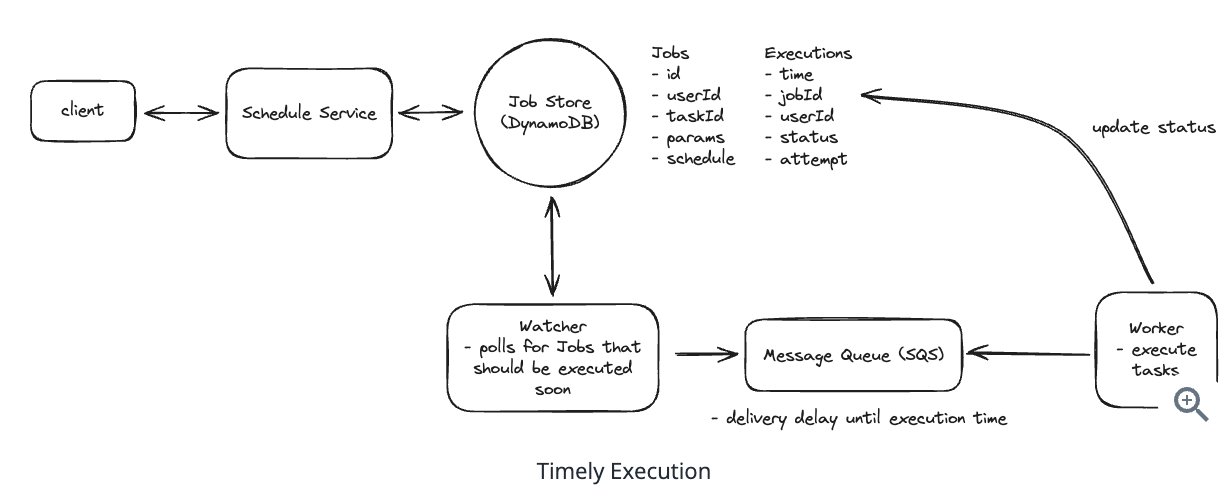 client
Schedule Service
Job Store
(DynamoDB)
Jobs
- id
- userId
- taskId
- params
- schedule
Executions
- time
- jobId
- userId
- status
- attempt
update status
Watcher
- polls for Jobs that
should be executed
soon
Message Queue (SQS)
- delivery delay until execution time
Worker
- execute
tasks
Timely Execution